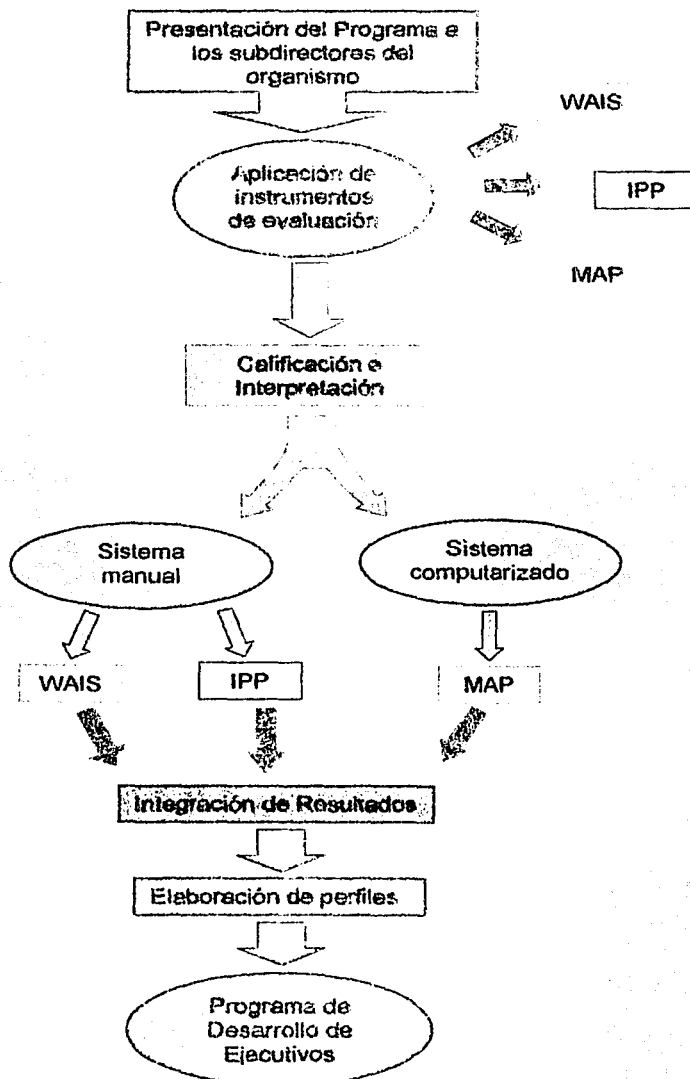 Presentación del Programa a
los subdirectores del
organismo
WAIS
Aplicación de
instrumentos
de evaluación
IPP
MAP
Calificación e
Interpretación
Sistema
manual
Sistema
computarizado
WAIS
IPP
MAP
Integración de Resultados
Elaboración de perfiles
Programa de
Desarrollo de
Ejecutivos